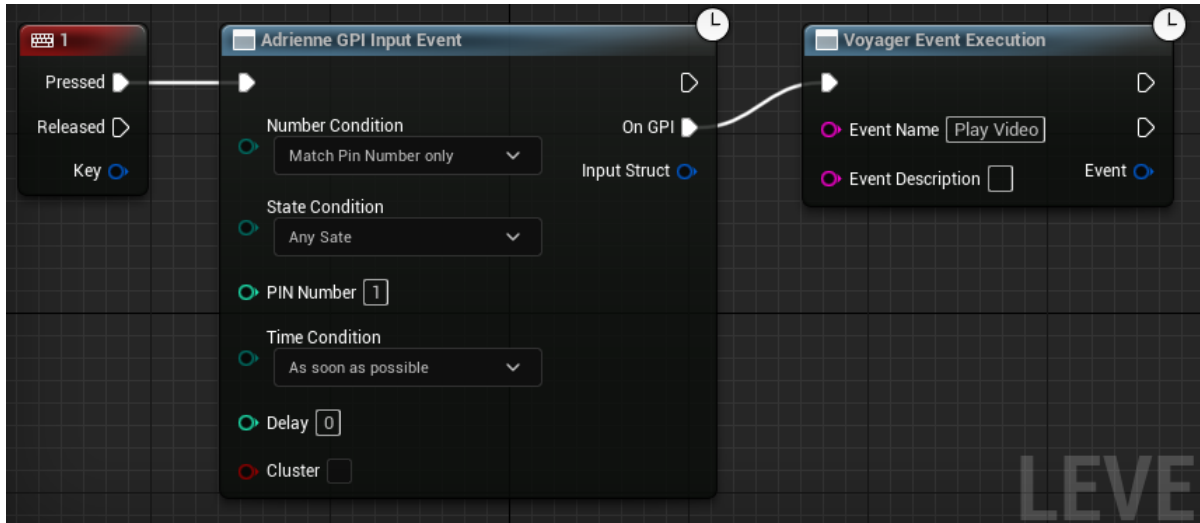 1
Pressed
Released
Key
Adrienne GPI Input Event
Number Condition
Match Pin Number only
On GPI
Input Struct
State Condition
Any Sate
PIN Number 1
Time Condition
As soon as possible
Delay 0
Cluster
Voyager Event Execution
Event Name Play Video
Event Description
Event
LEVE